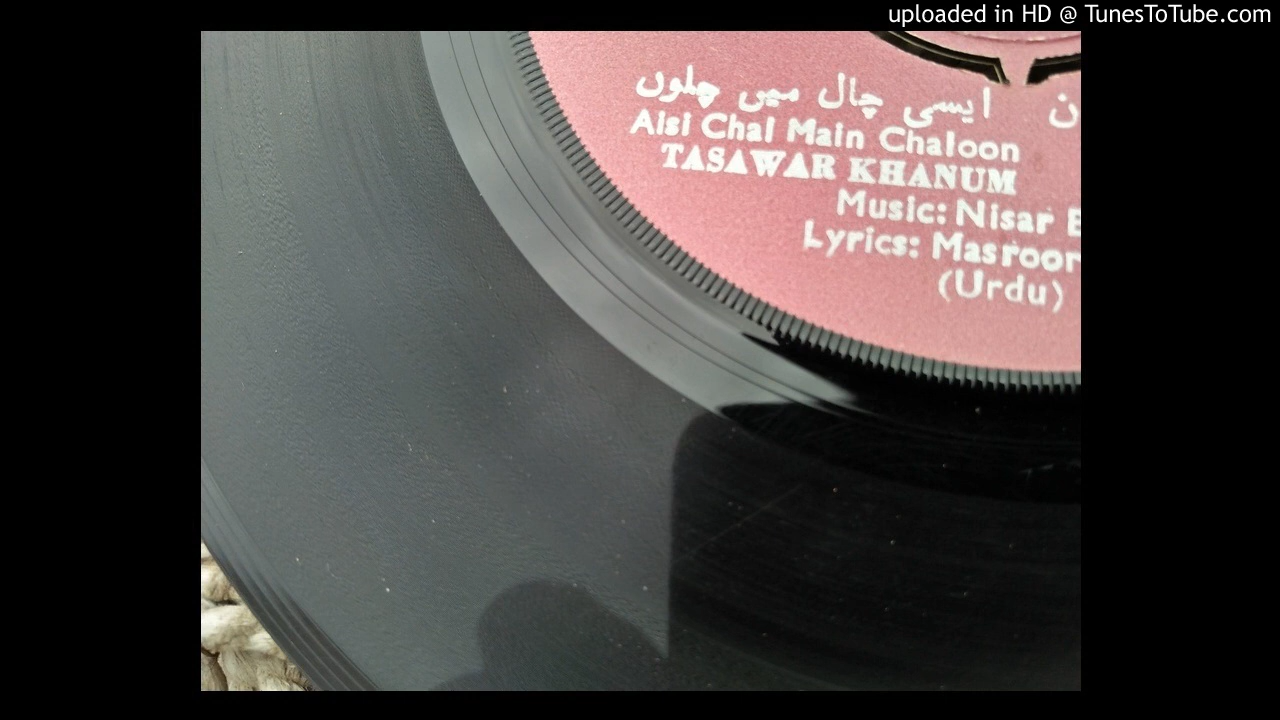 uploaded in HD @ TunesToTube.com
ایسی چال میں چلوں
Aisi Chal Main Chaloon
TASAWAR KHANUM
Music: Nisar
Lyrics: Masroor
(Urdu)